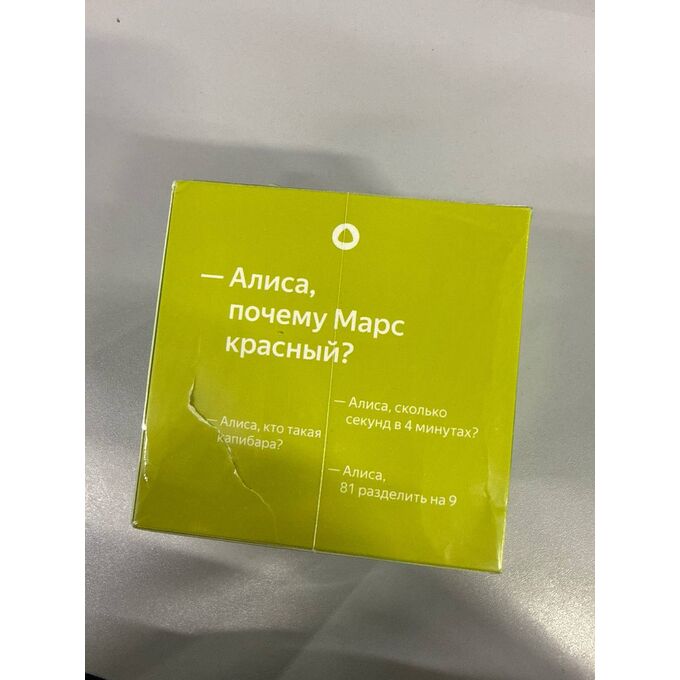 — Алиса,
почему Марс
красный?
— Алиса, сколько
секунд в 4 минутах?
— Алиса, кто такая
капибара?
— Алиса,
81 разделить на 9